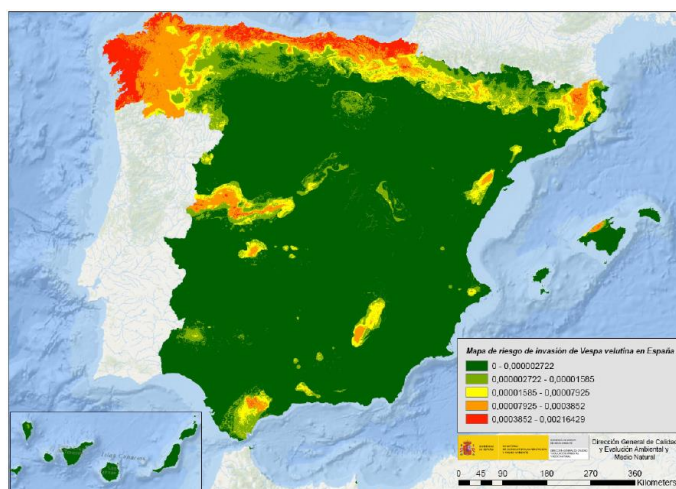 Mapa de riesgo de invasión de Vespa velutina en España
0 - 0,000002722
0,000002722 - 0,00001585
0,00001585 - 0,00007925
0,00007925 - 0,0003852
0,0003852 - 0,00216429
Dirección General de Calidad
y Evolución Ambiental y
Medio Natural
0 45 90 180 270 360
Kilometers